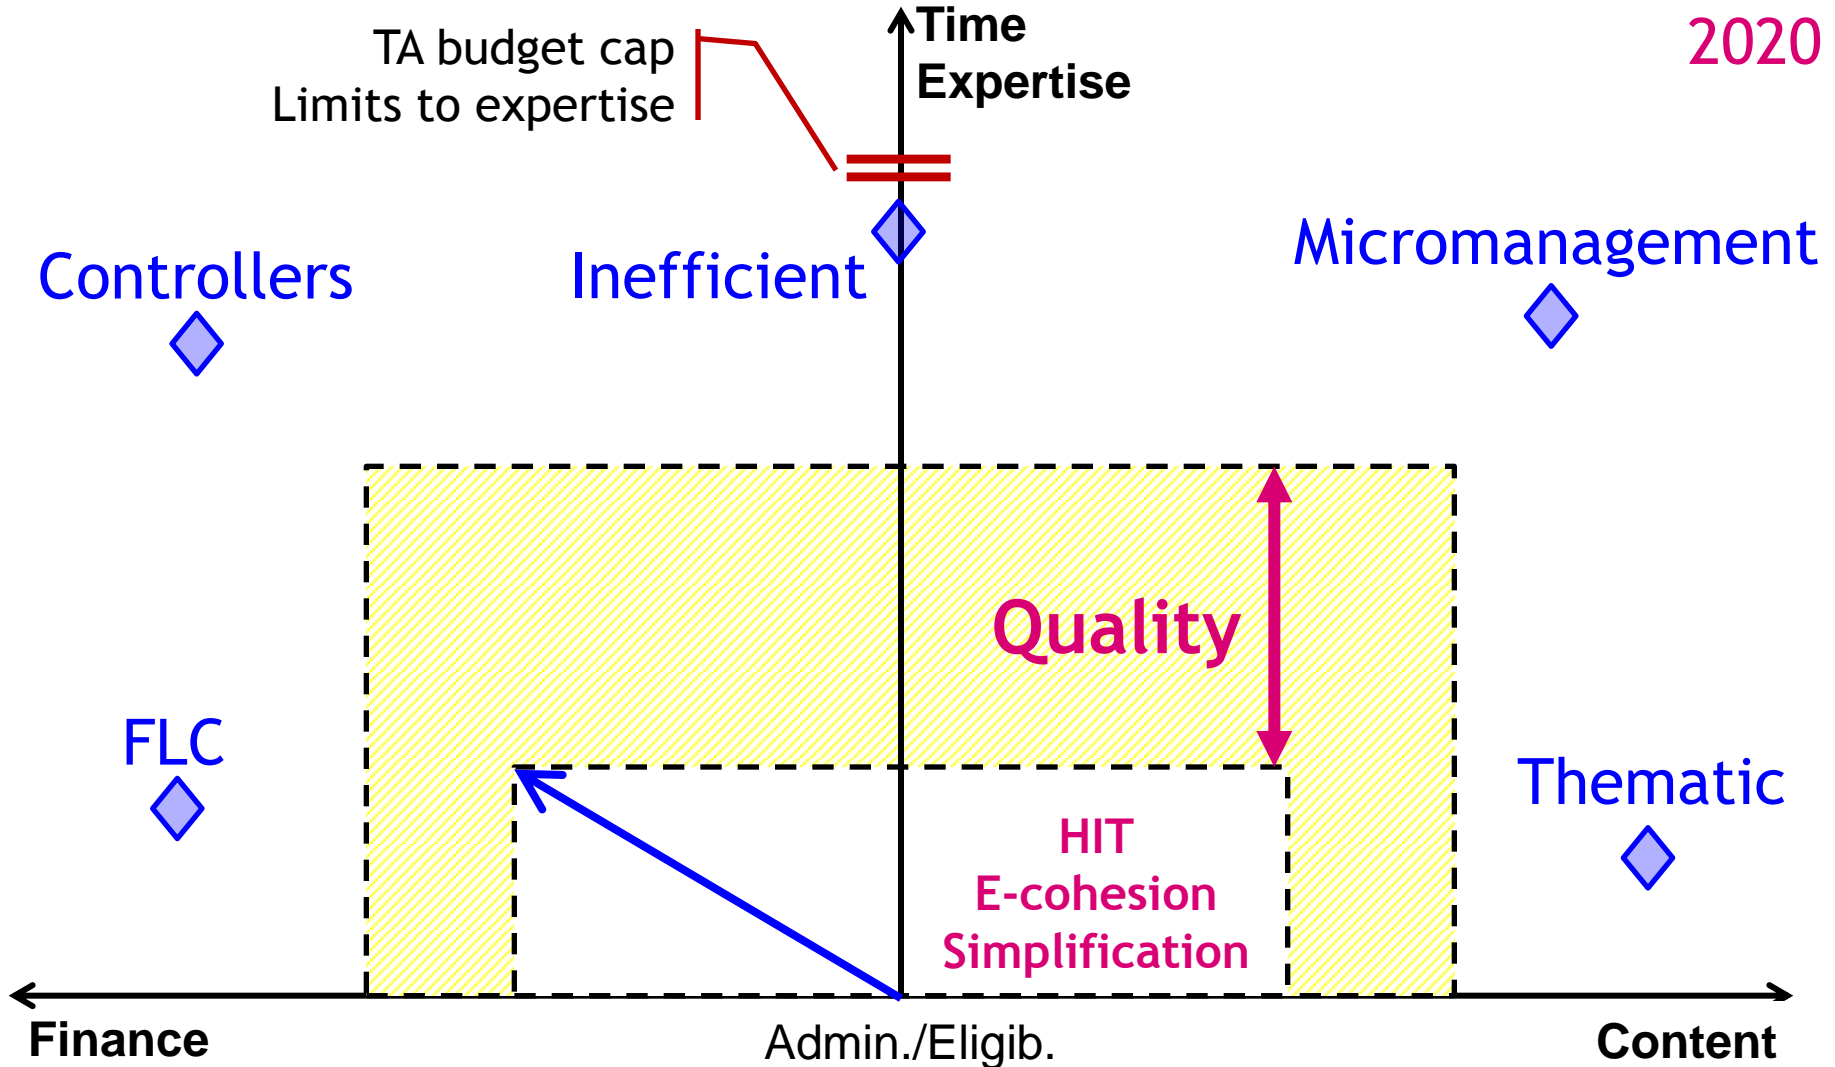 TA budget cap
Limits to expertise
Time
Expertise
2020
Controllers
Inefficient
Micromanagement
Quality
FLC
Thematic
HIT
E-cohesion
Simplification
Finance
Admin./Eligib.
Content